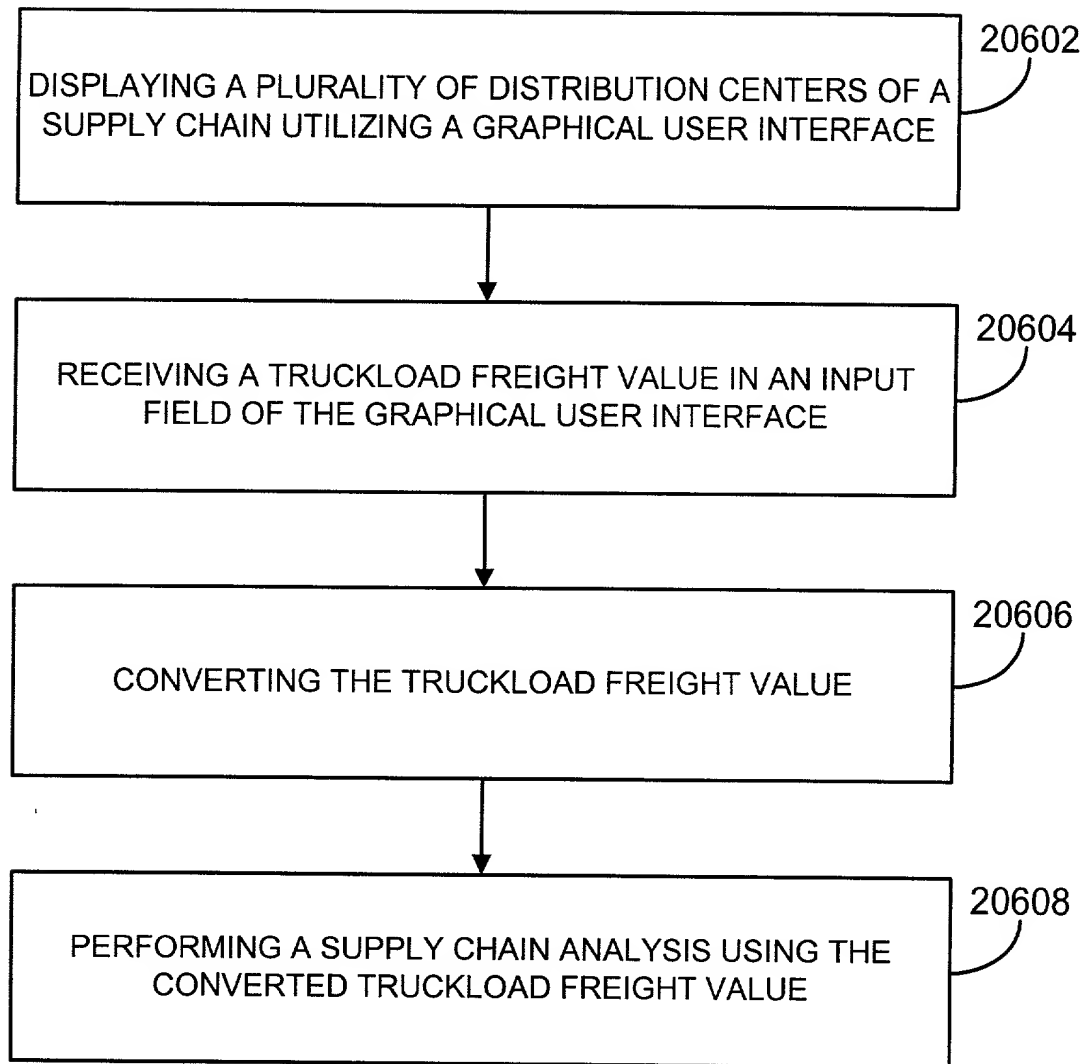 20602
DISPLAYING A PLURALITY OF DISTRIBUTION CENTERS OF A
SUPPLY CHAIN UTILIZING A GRAPHICAL USER INTERFACE
20604
RECEIVING A TRUCKLOAD FREIGHT VALUE IN AN INPUT
FIELD OF THE GRAPHICAL USER INTERFACE
20606
CONVERTING THE TRUCKLOAD FREIGHT VALUE
20608
PERFORMING A SUPPLY CHAIN ANALYSIS USING THE
CONVERTED TRUCKLOAD FREIGHT VALUE